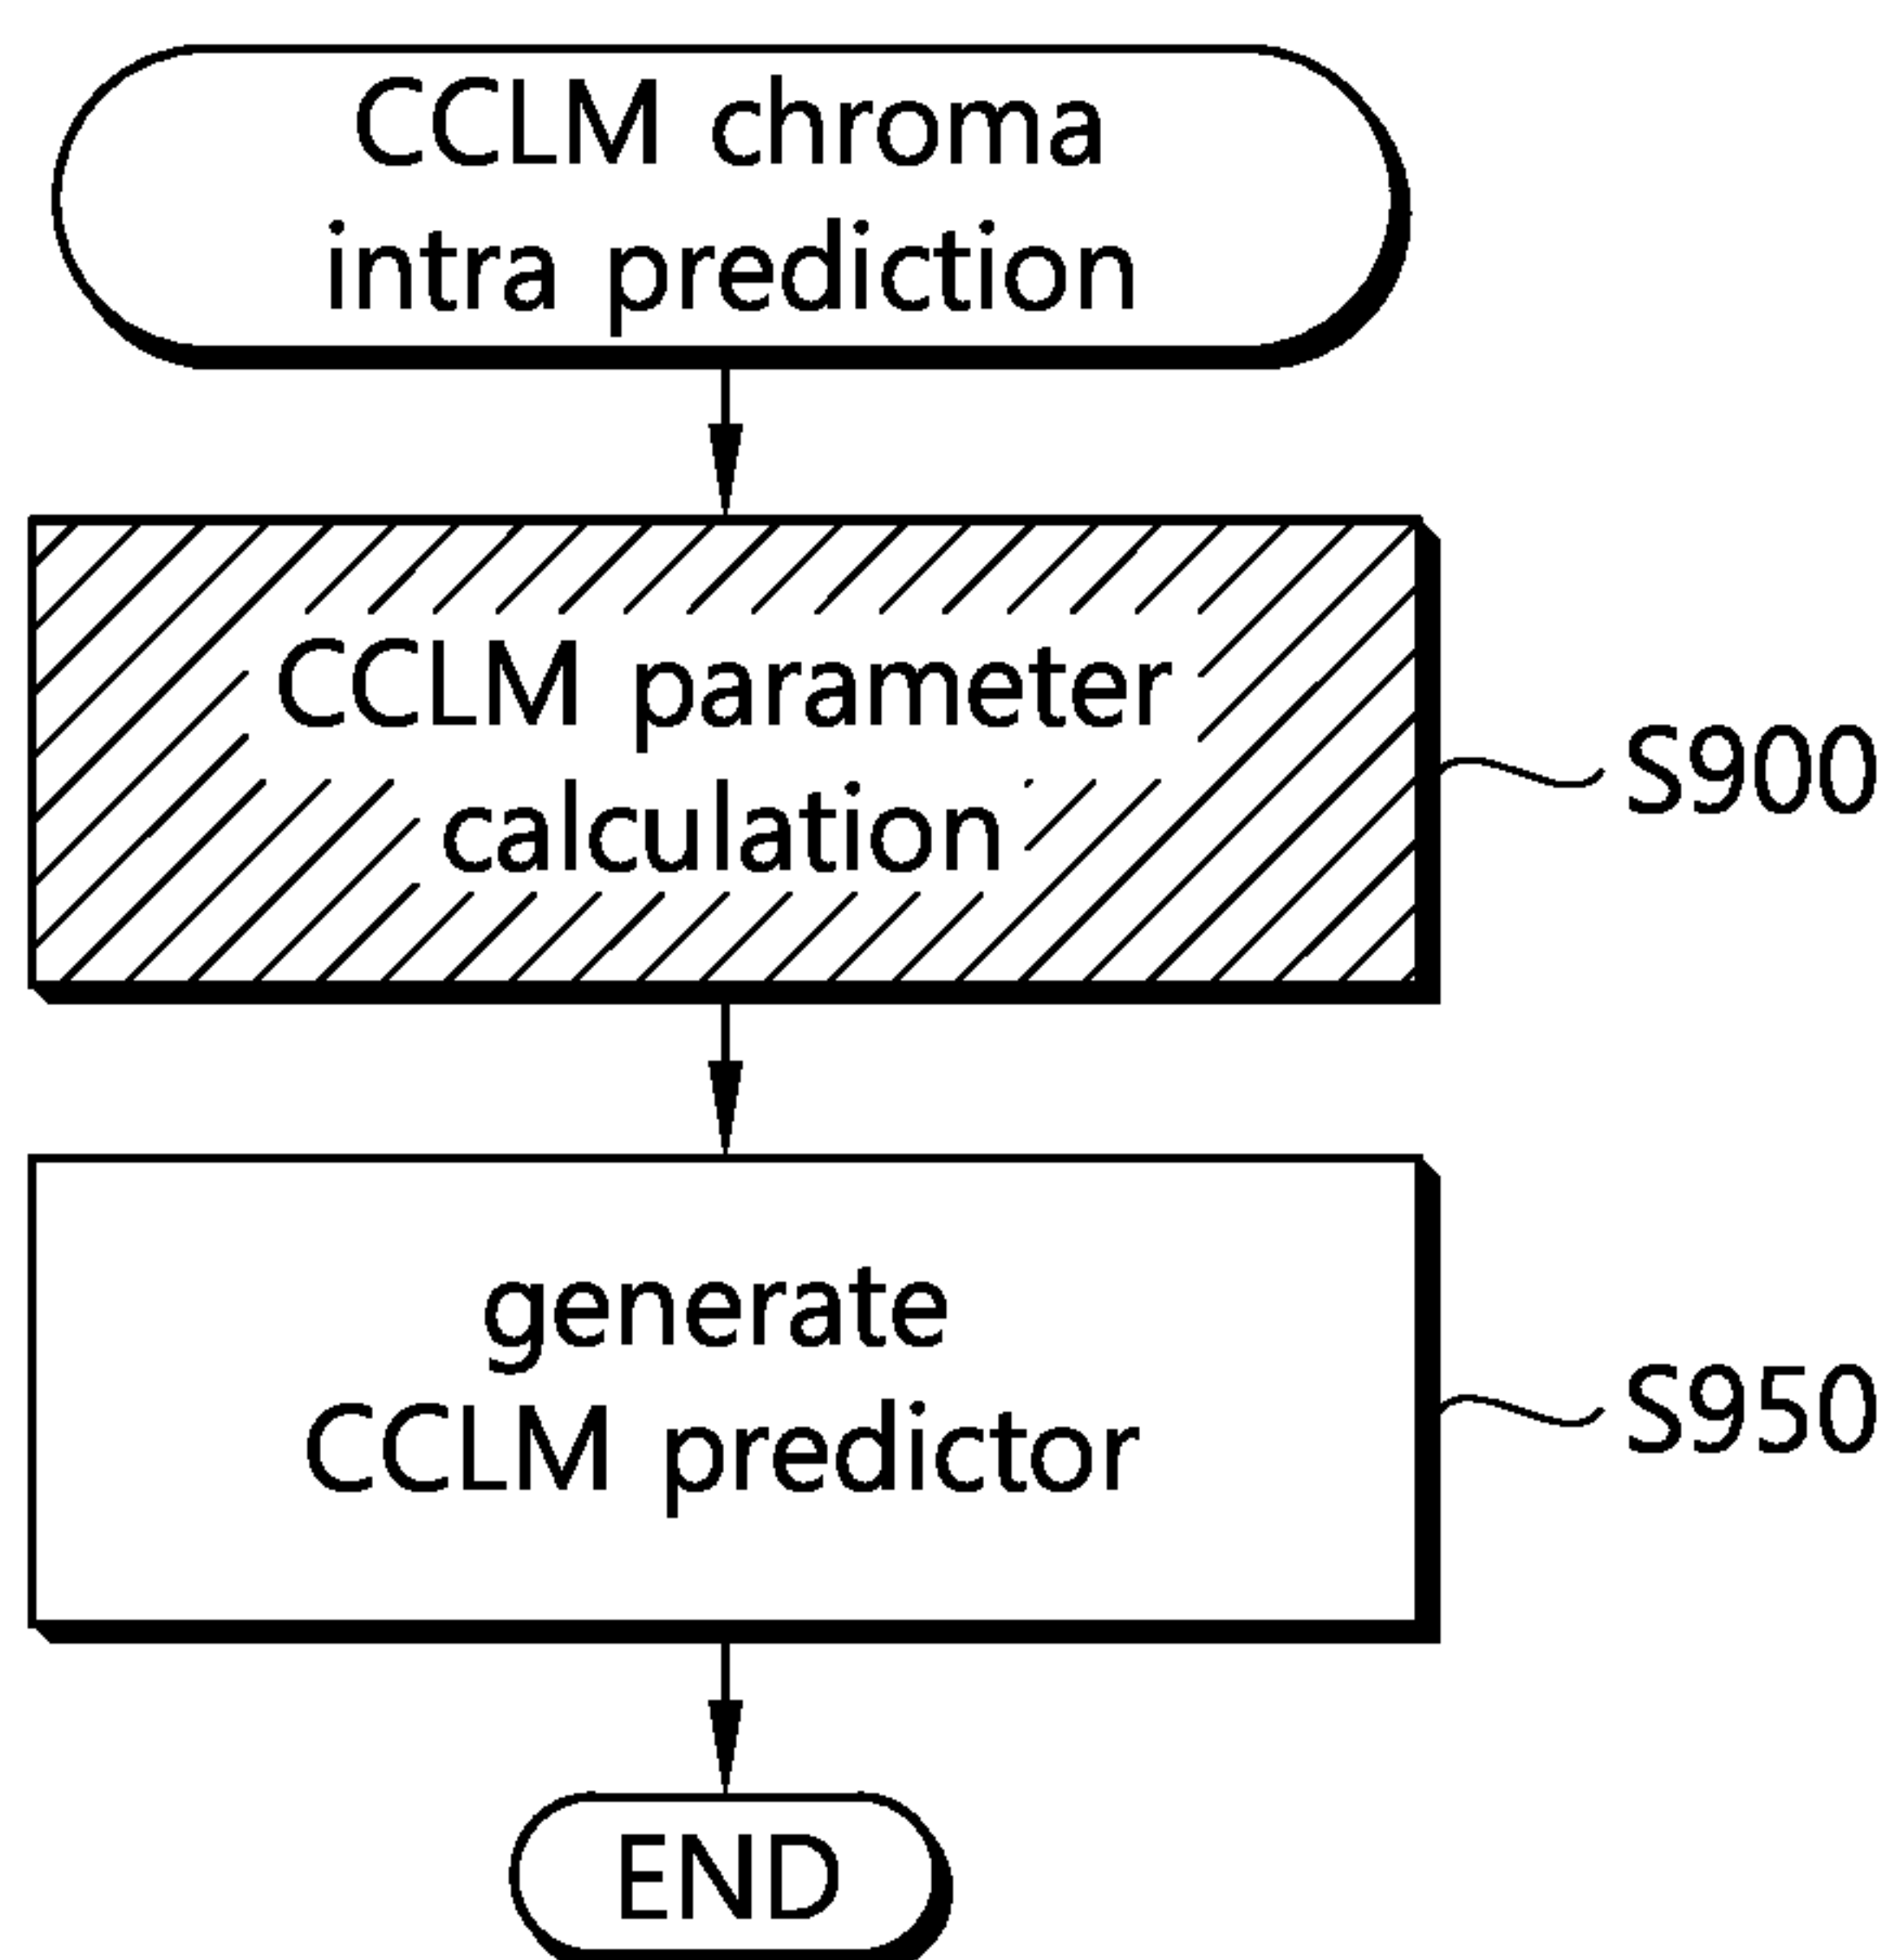 CCLM chroma
intra prediction
CCLM parameter
calculation
S900
generate
CCLM predictor
S950
END